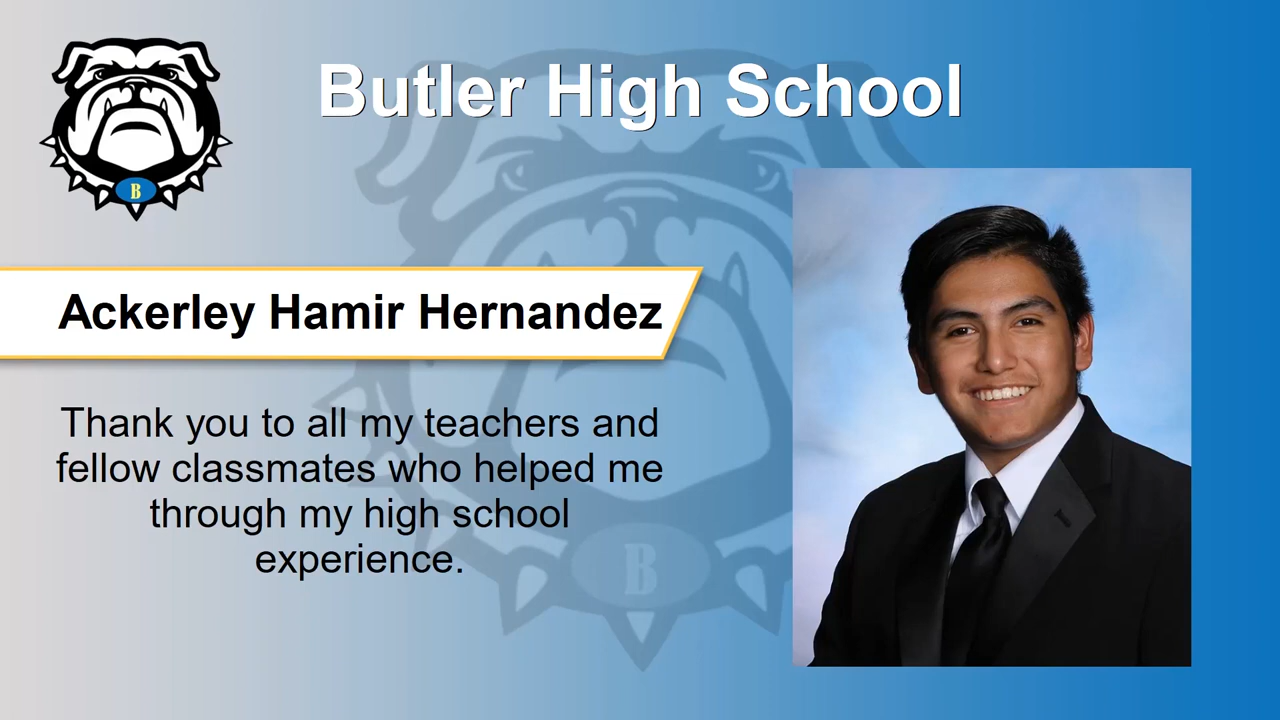 Butler High School
B
Ackerley Hamir Hernandez
Thank you to all my teachers and
fellow classmates who helped me
through my high school
experience.
B